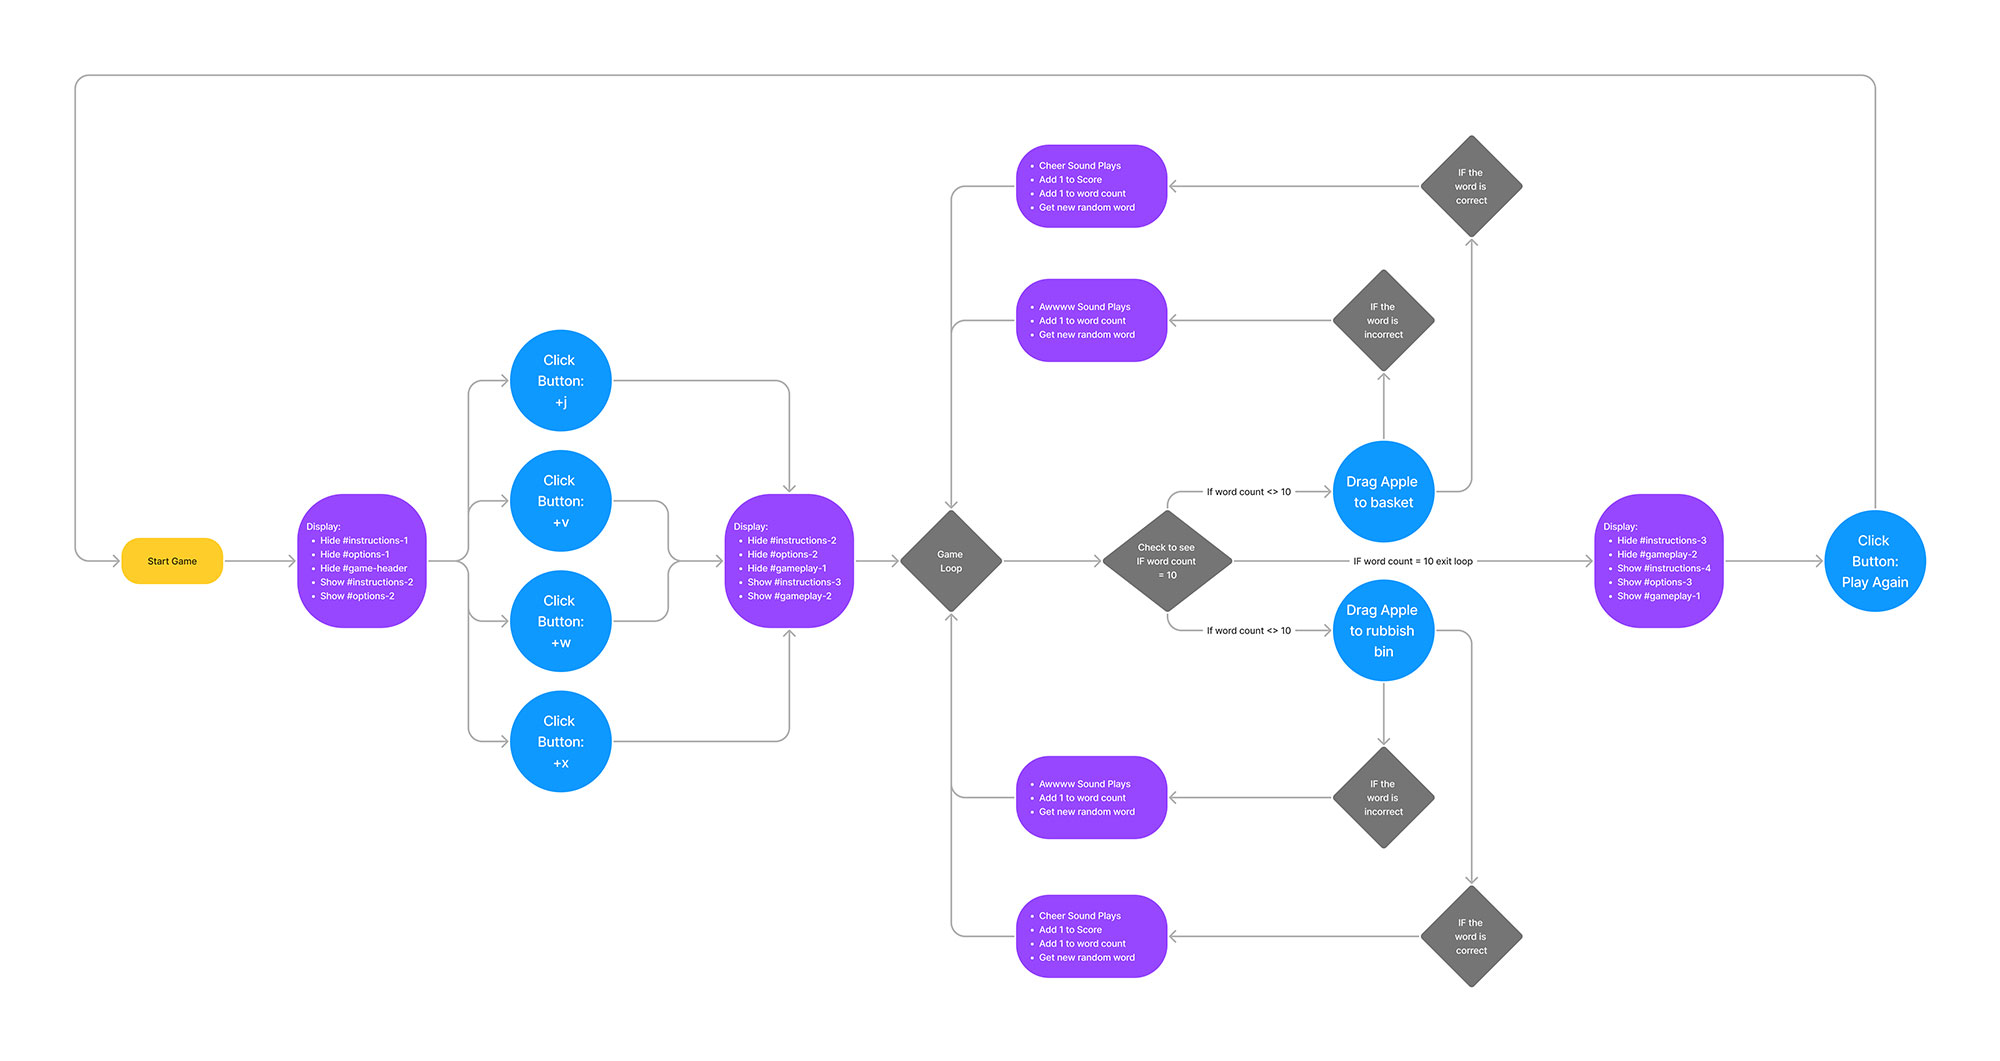 Start Game
Display:
• Hide #instructions-1
• Hide #options-1
• Hide #game-header
• Show #instructions-2
• Show #options-2
Click
Button:
+j
Click
Button:
+v
Click
Button:
+w
Click
Button:
+x
Display:
• Hide #instructions-2
• Hide #options-2
• Hide #gameplay-1
• Show #instructions-3
• Show #gameplay-2
Game
Loop
• Cheer Sound Plays
• Add 1 to Score
• Add 1 to word count
• Get new random word
IF the
word is
correct
• Awwww Sound Plays
• Add 1 to word count
• Get new random word
IF the
word is
incorrect
Check to see
IF word count
= 10
If word count <> 10
Drag Apple
to basket
IF word count = 10 exit loop
If word count <> 10
Drag Apple
to rubbish
bin
• Awwww Sound Plays
• Add 1 to word count
• Get new random word
IF the
word is
incorrect
• Cheer Sound Plays
• Add 1 to Score
• Add 1 to word count
• Get new random word
IF the
word is
correct
Display:
• Hide #instructions-3
• Hide #gameplay-2
• Show #instructions-4
• Show #options-3
• Show #gameplay-1
Click
Button:
Play Again